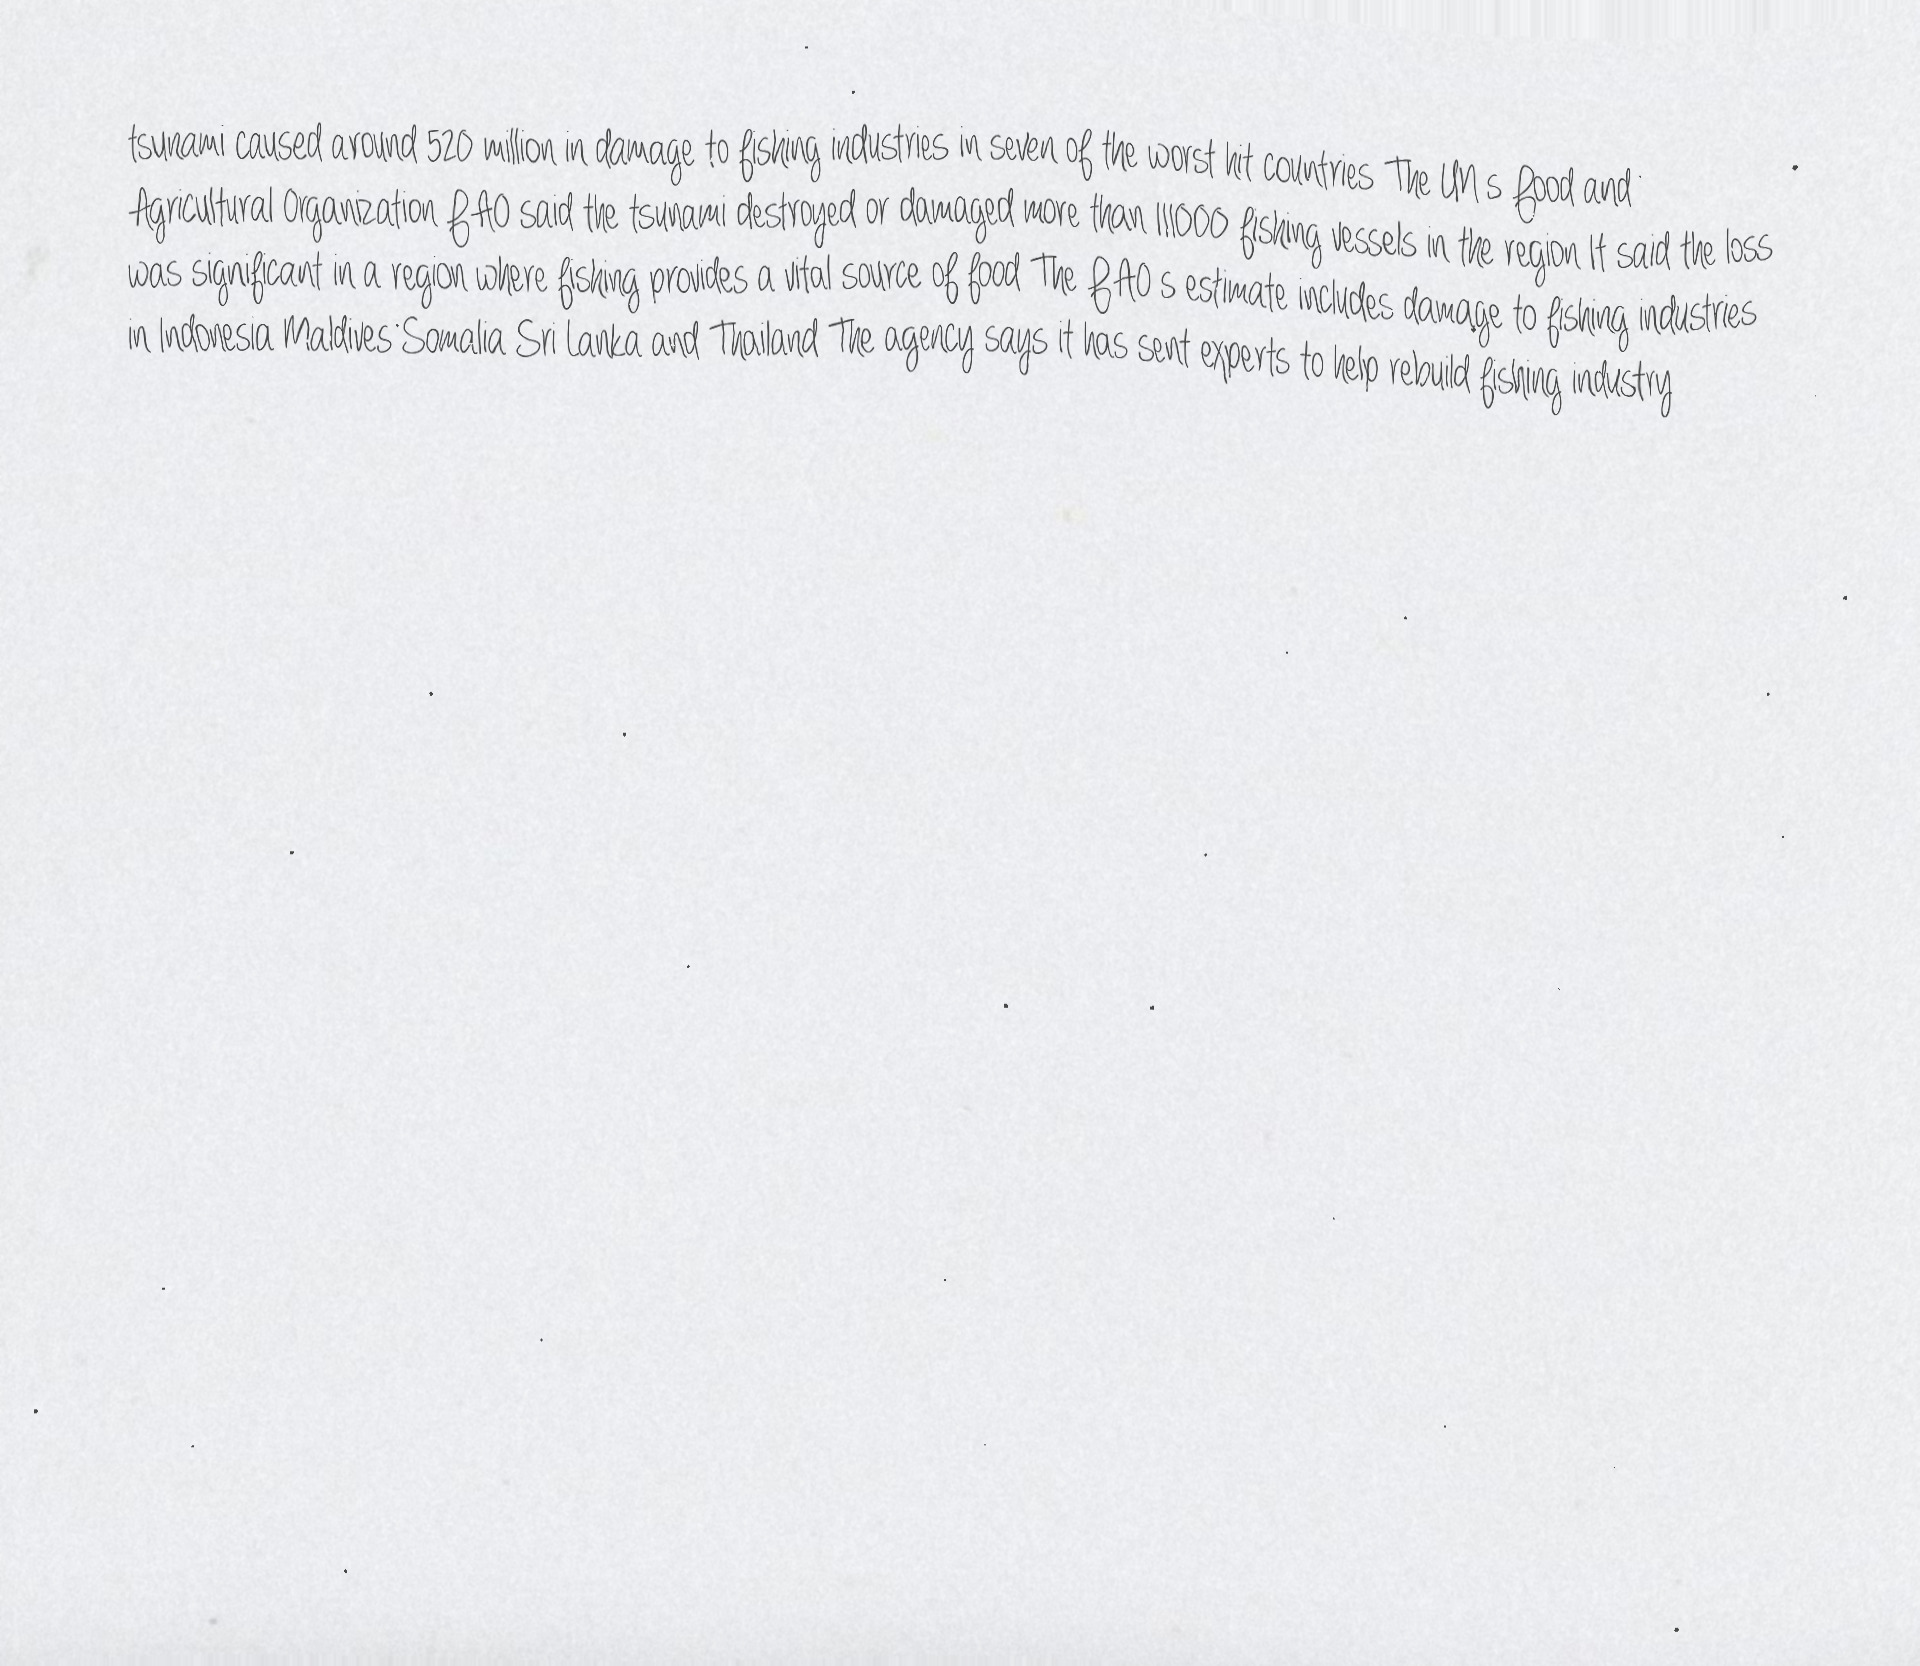 tsunami caused around 520 million in damage to fishing industries in seven of the worst hit countries The UN s Food and
Agricultural Organization FAO said the tsunami destroyed or damaged more than 111000 fishing vessels in the region It said the loss
was significant in a region where fishing provides a vital source of food The FAO s estimate includes damage to fishing industries
in Indonesia Maldives Somalia Sri Lanka and Thailand The agency says it has sent experts to help rebuild fishing industry